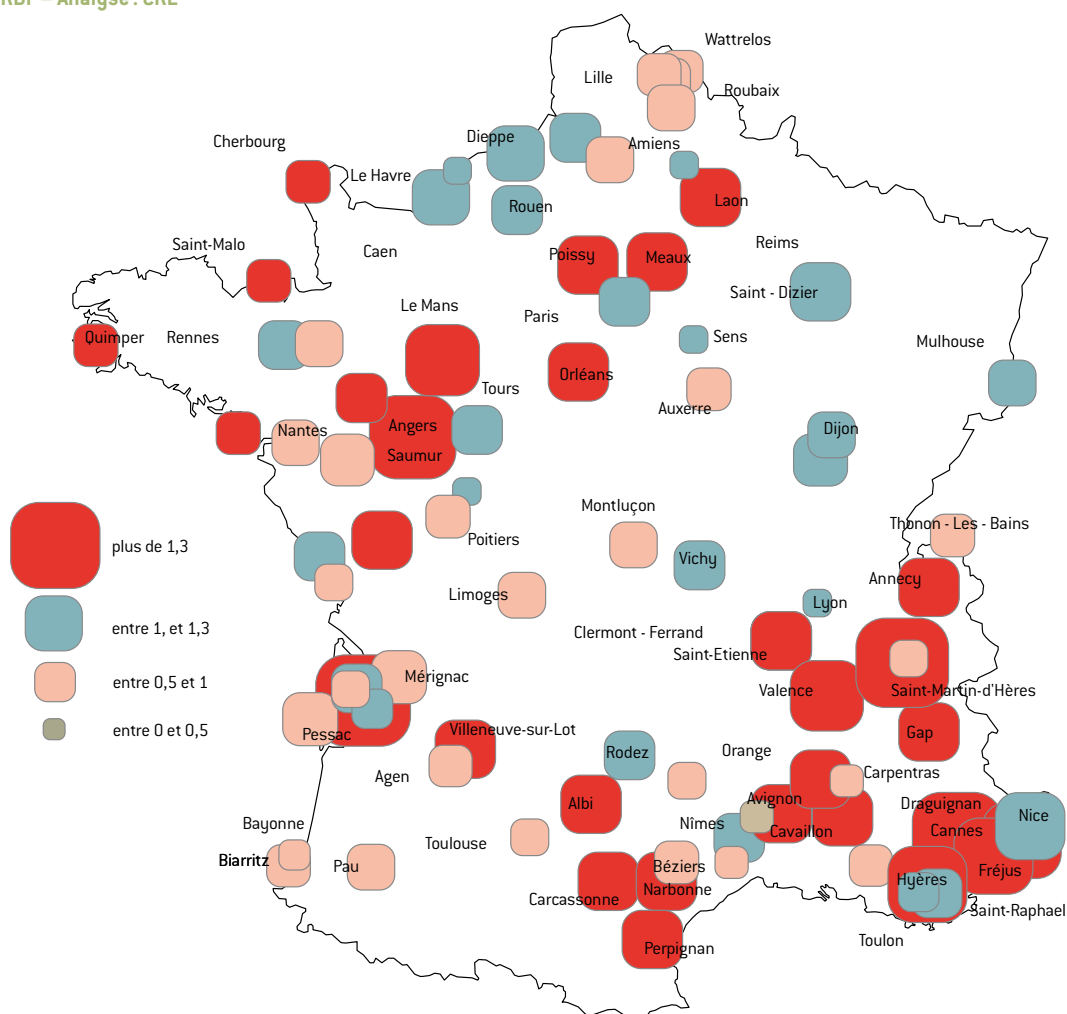 Analyse : CRE
Wattrelos
Lille
Roubaix
Cherbourg
Dieppe
Amiens
Le Havre
Rouen
Laon
Saint-Malo
Caen
Poissy
Meaux
Reims
Saint - Dizier
Le Mans
Paris
Quimper
Rennes
Sens
Mulhouse
Orléans
Tours
Auxerre
Nantes
Angers
Dijon
Saumur
Montluçon
Thonon - Les - Bains
Poitiers
plus de 1,3
Vichy
Annecy
Limoges
Lyon
entre 1, et 1,3
Clermont - Ferrand
Saint-Etienne
Mérignac
entre 0,5 et 1
Valence
Saint-Martin-d'Hères
entre 0 et 0,5
Pessac
Villeneuve-sur-Lot
Gap
Rodez
Orange
Agen
Carpentras
Albi
Avignon
Draguignan
Bayonne
Nîmes
Cavaillon
Cannes
Nice
Toulouse
Biarritz
Pau
Béziers
Fréjus
Narbonne
Hyères
Carcassonne
Saint-Raphael
Toulon
Perpignan